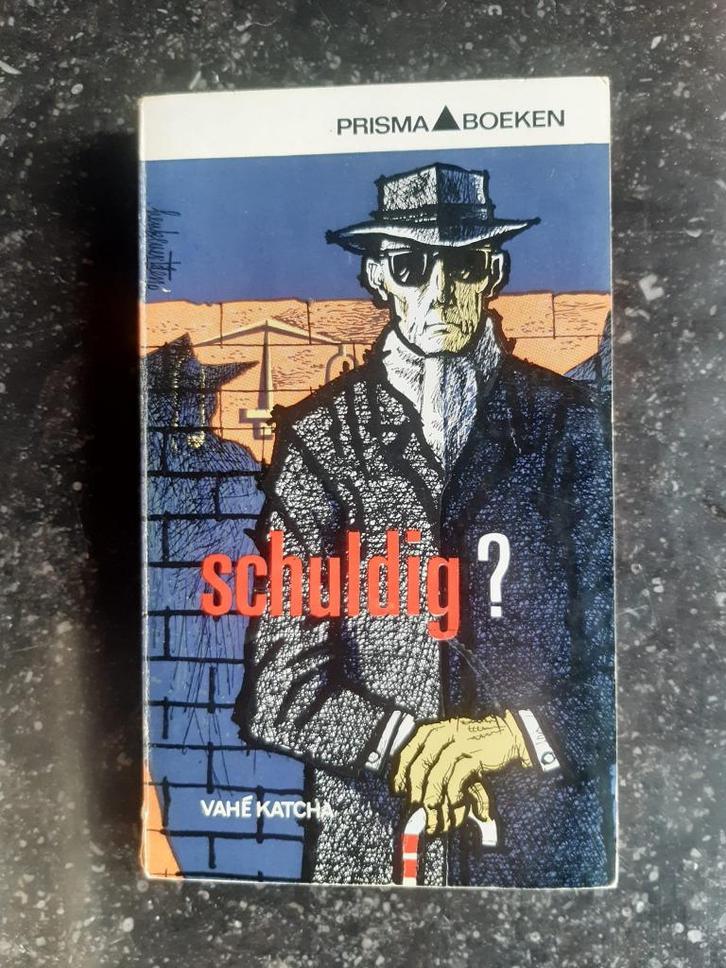 PRISMA BOEKEN
schuldig ?
VAHÉ KATCHA